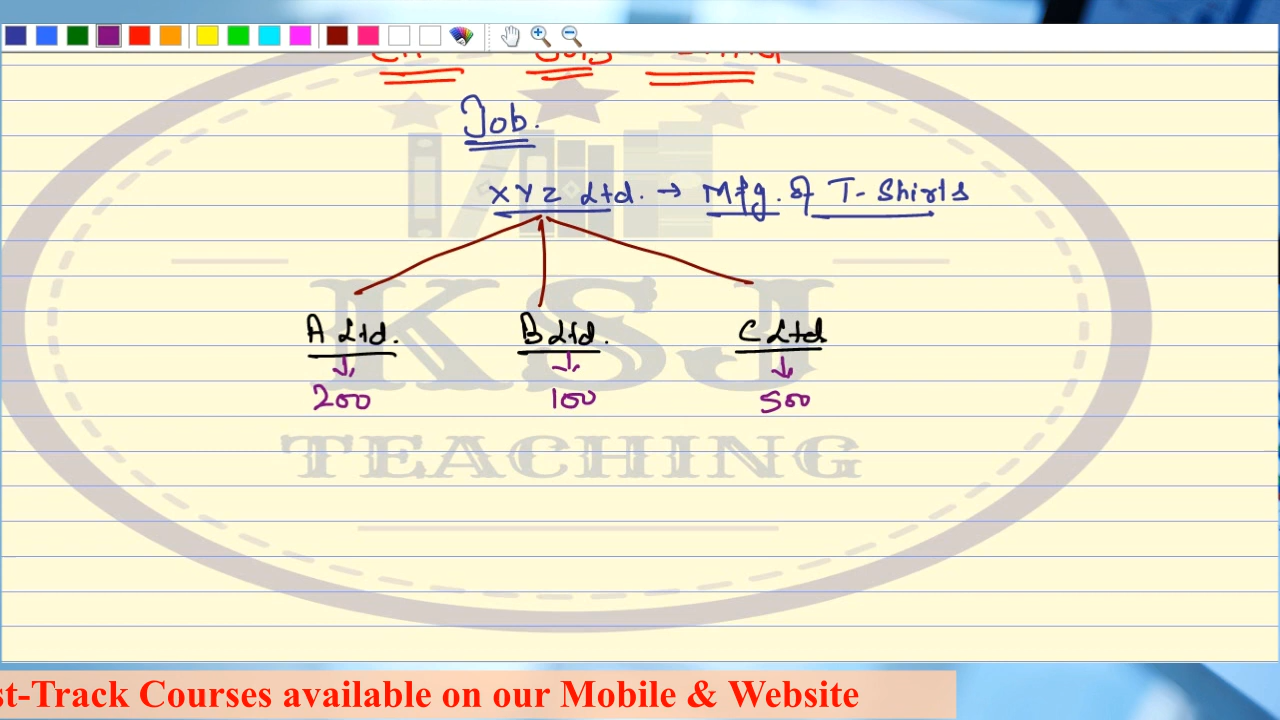 Job.
XYZ Ltd. → Mfg. of T-Shirts
A Ltd. B Ltd. C Ltd
↓ ↓ ↓
200 100 500
KSJ
TEACHING
st-Track Courses available on our Mobile & Website